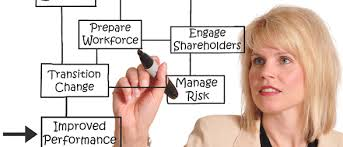 Prepare
Workforce
Engage
Shareholders
Transition
Change
Manage
Risk
Improved
Performance